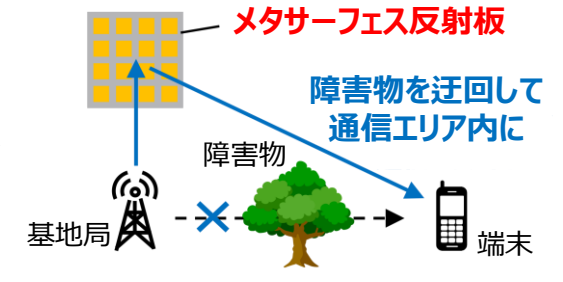 メタサーフェス反射板
障害物を迂回して
通信エリア内に
障害物
基地局
端末